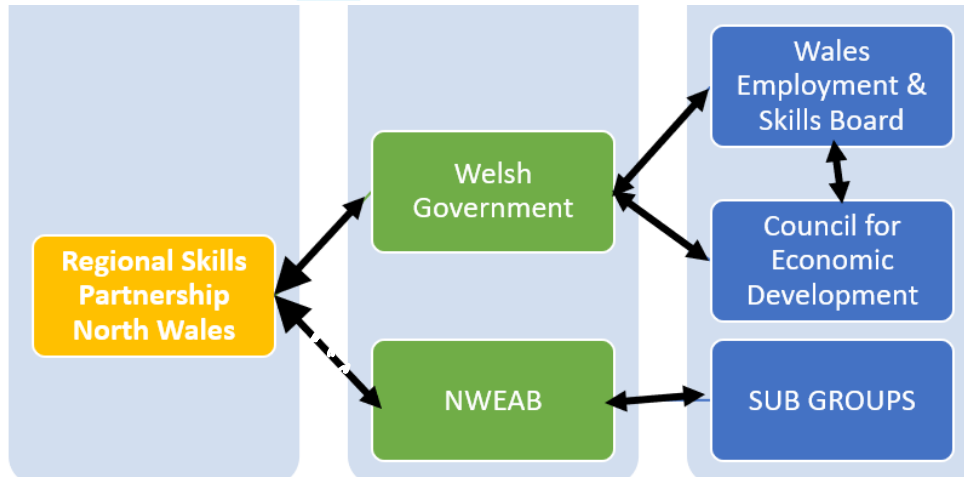 Regional Skills
Partnership
North Wales
Welsh
Government
NWEAB
Wales
Employment &
Skills Board
Council for
Economic
Development
SUB GROUPS